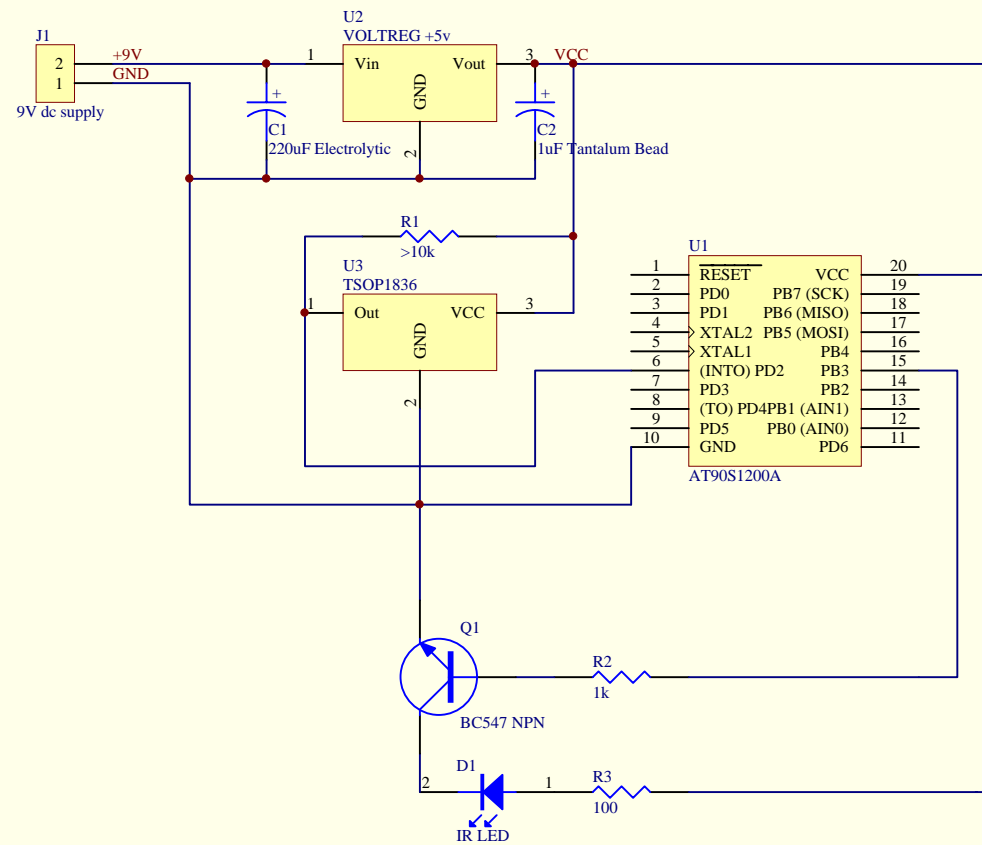 J1
2
1
9V dc supply
+9V
GND
U2
VOLTREG +5v
1
Vin
Vout
3
GND
2
VCC
+
C1
220uF Electrolytic
+
C2
1uF Tantalum Bead
R1
>10k
U3
TSOP1836
1
Out
VCC
3
GND
2
U1
1 RESET VCC 20
2 PD0 PB7 (SCK) 19
3 PD1 PB6 (MISO) 18
4 XTAL2 PB5 (MOSI) 17
5 XTAL1 PB4 16
6 (INTO) PD2 PB3 15
7 PD3 PB2 14
8 (TO) PD4PB1 (AIN1) 13
9 PD5 PB0 (AIN0) 12
10 GND PD6 11
AT90S1200A
Q1
BC547 NPN
R2
1k
D1
2
1
IR LED
R3
100